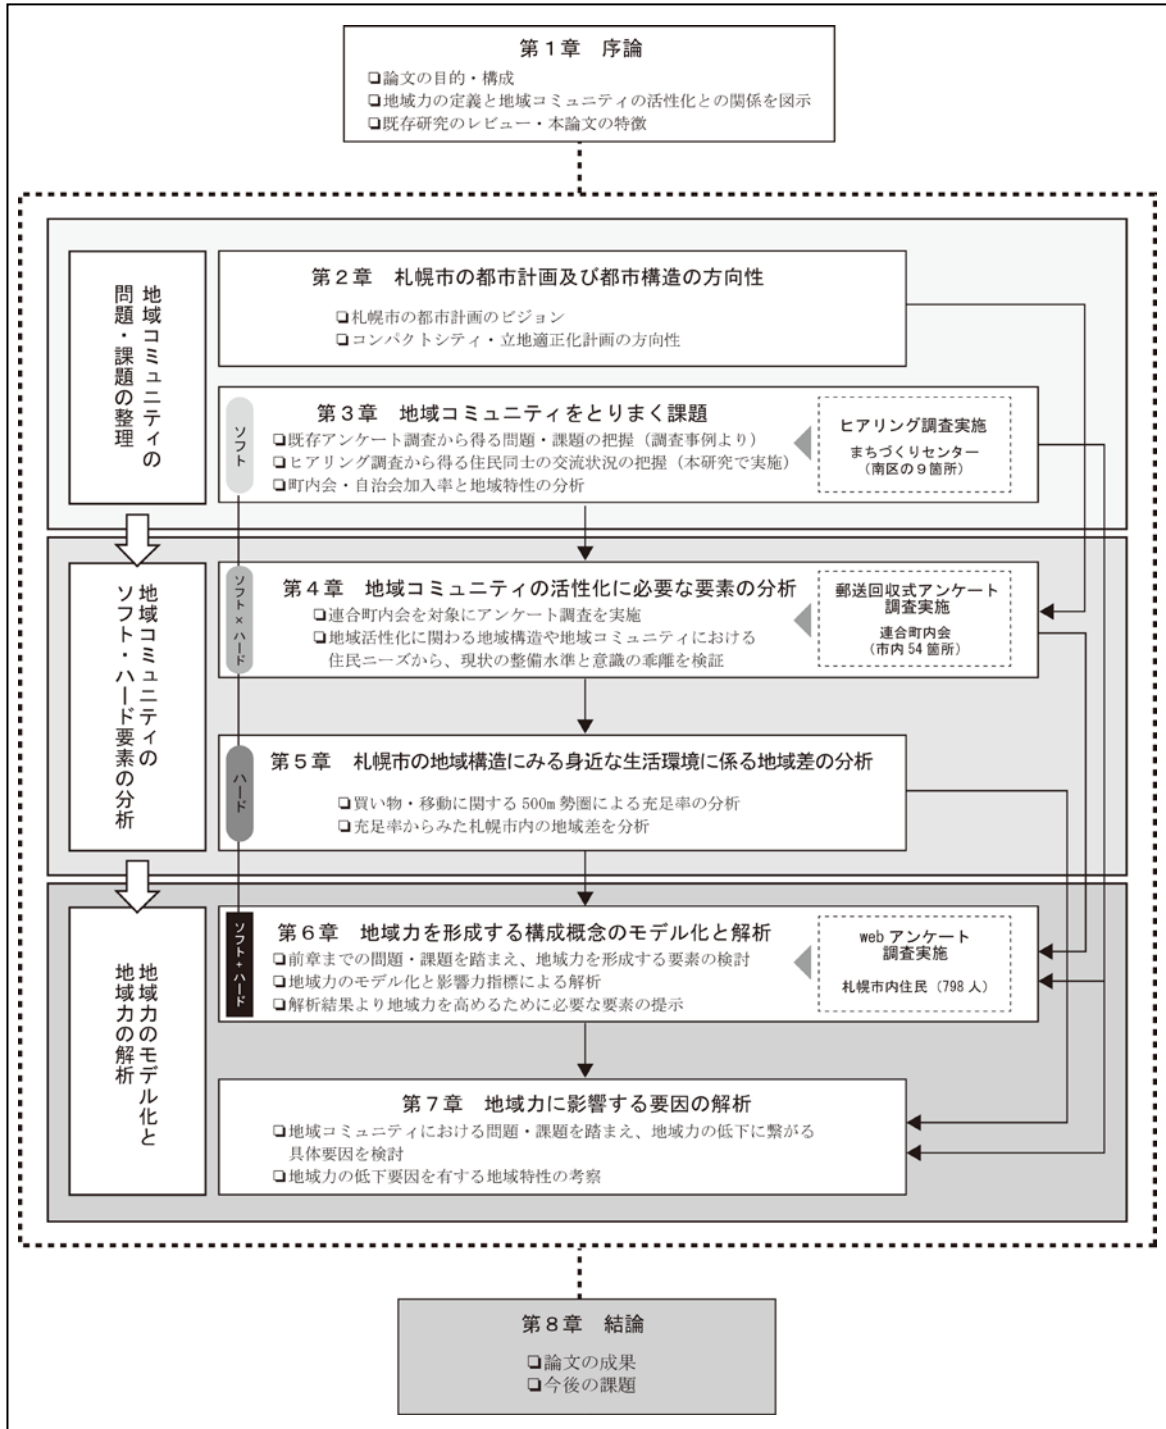 第1章 序論
❏論文の目的・構成
❏地域力の定義と地域コミュニティの活性化との関係を図示
❏既存研究のレビュー・本論文の特徴
地域コミュニティの
問題・課題の整理
第2章 札幌市の都市計画及び都市構造の方向性
❏札幌市の都市計画のビジョン
❏コンパクトシティ・立地適正化計画の方向性
ソフト
第3章 地域コミュニティをとりまく課題
❏既存アンケート調査から得る問題・課題の把握（調査事例より）
❏ヒアリング調査から得る住民同士の交流状況の把握（本研究で実施）
❏町内会・自治会加入率と地域特性の分析
ヒアリング調査実施
まちづくりセンター
（南区の9箇所）
地域コミュニティの
ソフト・ハード要素の分析
ソフト×ハード
第4章 地域コミュニティの活性化に必要な要素の分析
❏連合町内会を対象にアンケート調査を実施
❏地域活性化に関わる地域構造や地域コミュニティにおける
住民ニーズから、現状の整備水準と意識の乖離を検証
郵送回収式アンケート
調査実施
連合町内会
（市内54箇所）
ハード
第5章 札幌市の地域構造にみる身近な生活環境に係る地域差の分析
❏買い物・移動に関する500m勢圏による充足率の分析
❏充足率からみた札幌市内の地域差を分析
地域力のモデル化と
地域力の解析
ソフト+ハード
第6章 地域力を形成する構成概念のモデル化と解析
❏前章までの問題・課題を踏まえ、地域力を形成する要素の検討
❏地域力のモデル化と影響力指標による解析
❏解析結果より地域力を高めるために必要な要素の提示
webアンケート
調査実施
札幌市内住民（798人）
第7章 地域力に影響する要因の解析
❏地域コミュニティにおける問題・課題を踏まえ、地域力の低下に繋がる
具体要因を検討
❏地域力の低下要因を有する地域特性の考察
第8章 結論
❏論文の成果
❏今後の課題